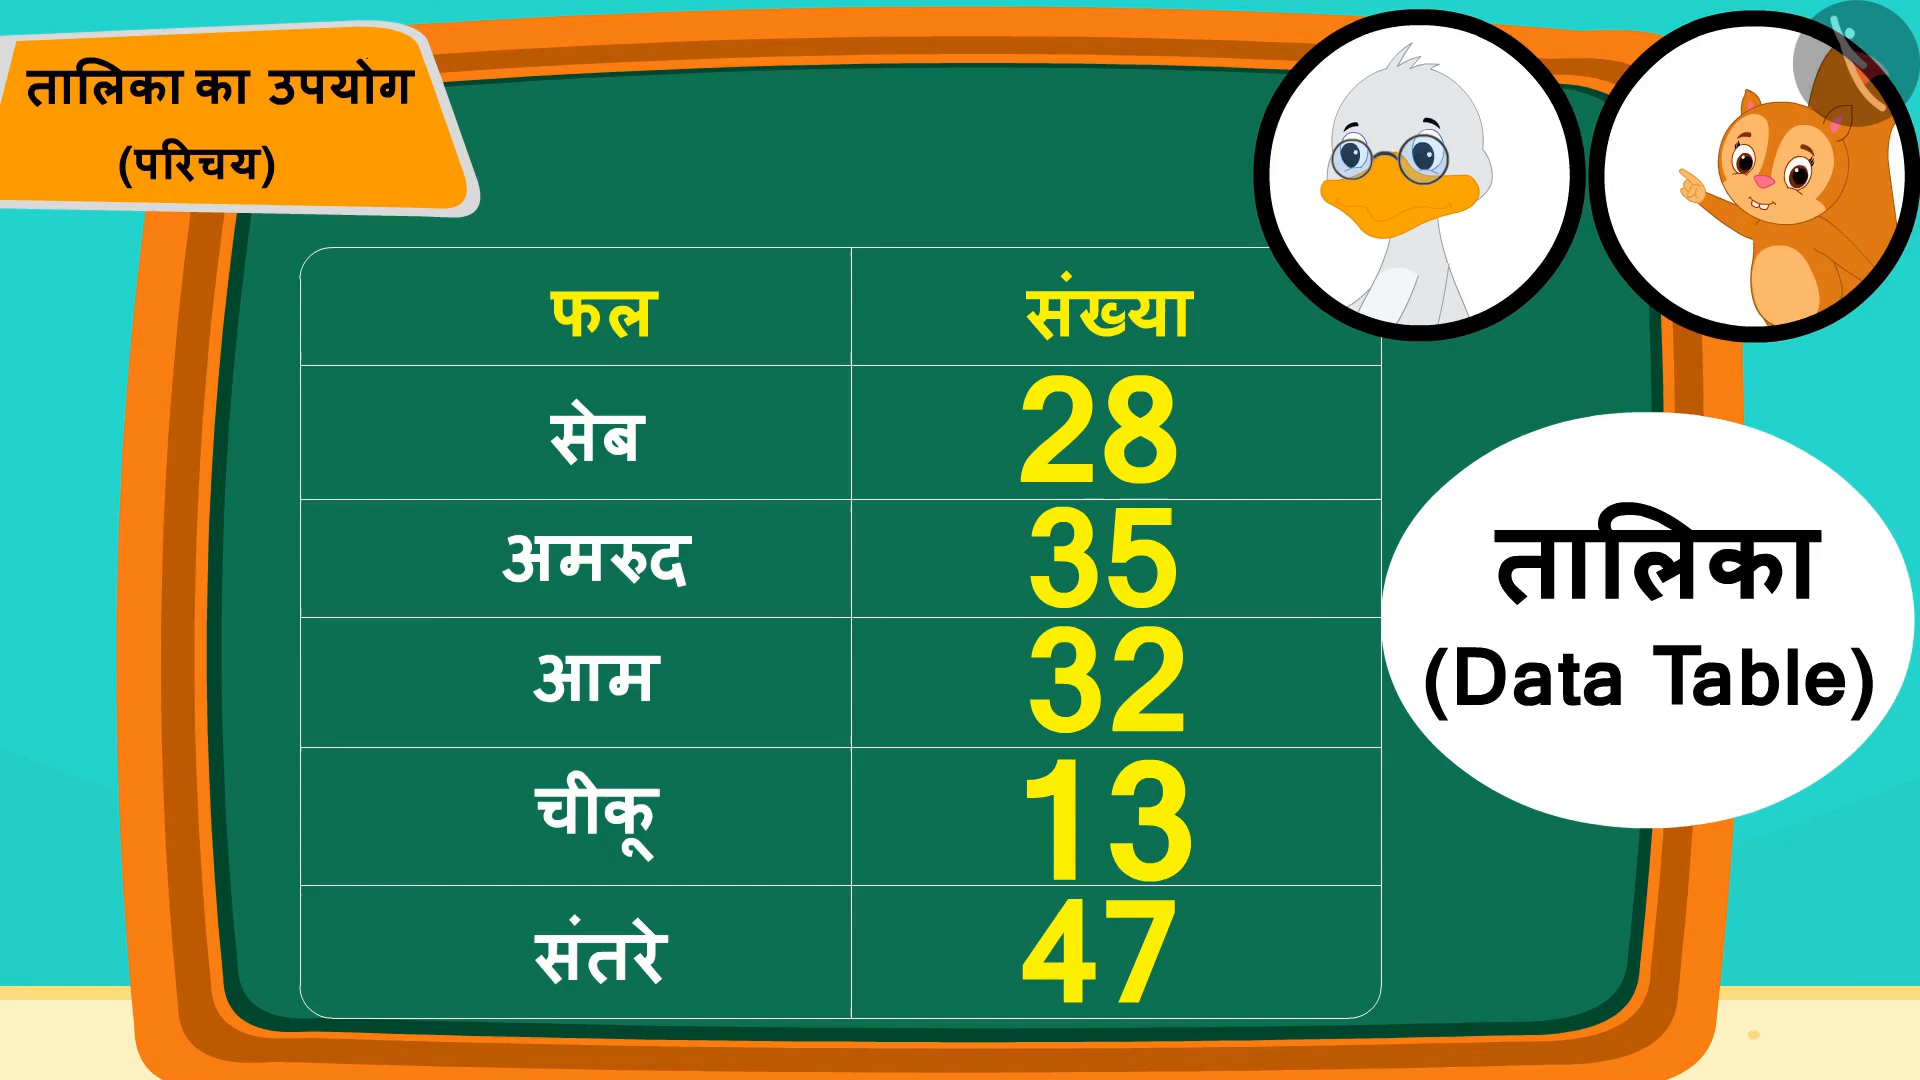 तालिका का उपयोग
(परिचय)
फल संख्या
सेब 28
अमरुद 35
आम 32
चीकू 13
संतरे 47
तालिका
(Data Table)